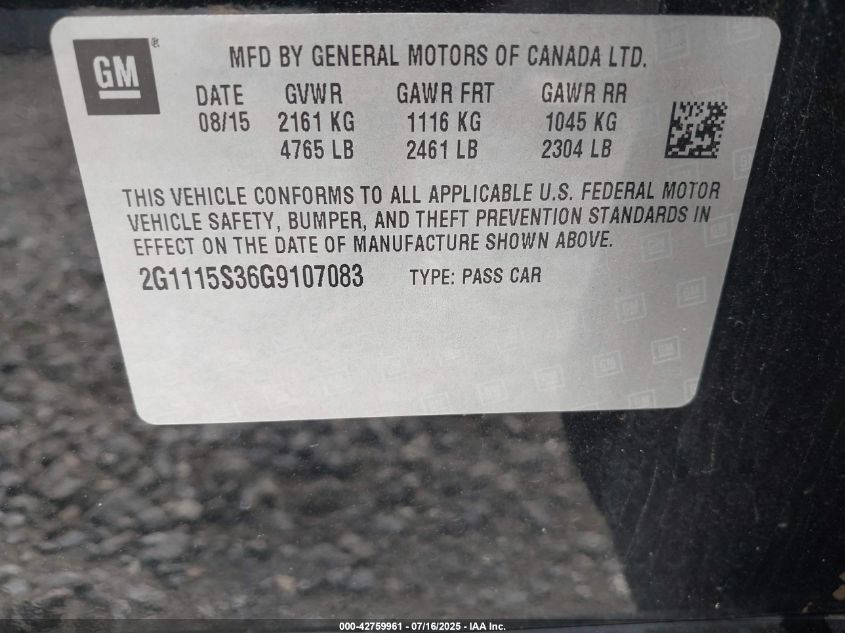 GM®
MFD BY GENERAL MOTORS OF CANADA LTD.
DATE GVWR GAWR FRT GAWR RR
08/15 2161 KG 1116 KG 1045 KG
4765 LB 2461 LB 2304 LB
THIS VEHICLE CONFORMS TO ALL APPLICABLE U.S. FEDERAL MOTOR
VEHICLE SAFETY, BUMPER, AND THEFT PREVENTION STANDARDS IN
EFFECT ON THE DATE OF MANUFACTURE SHOWN ABOVE.
2G1115S36G9107083 TYPE: PASS CAR
000-42759961 - 07/16/2025 - IAA Inc.